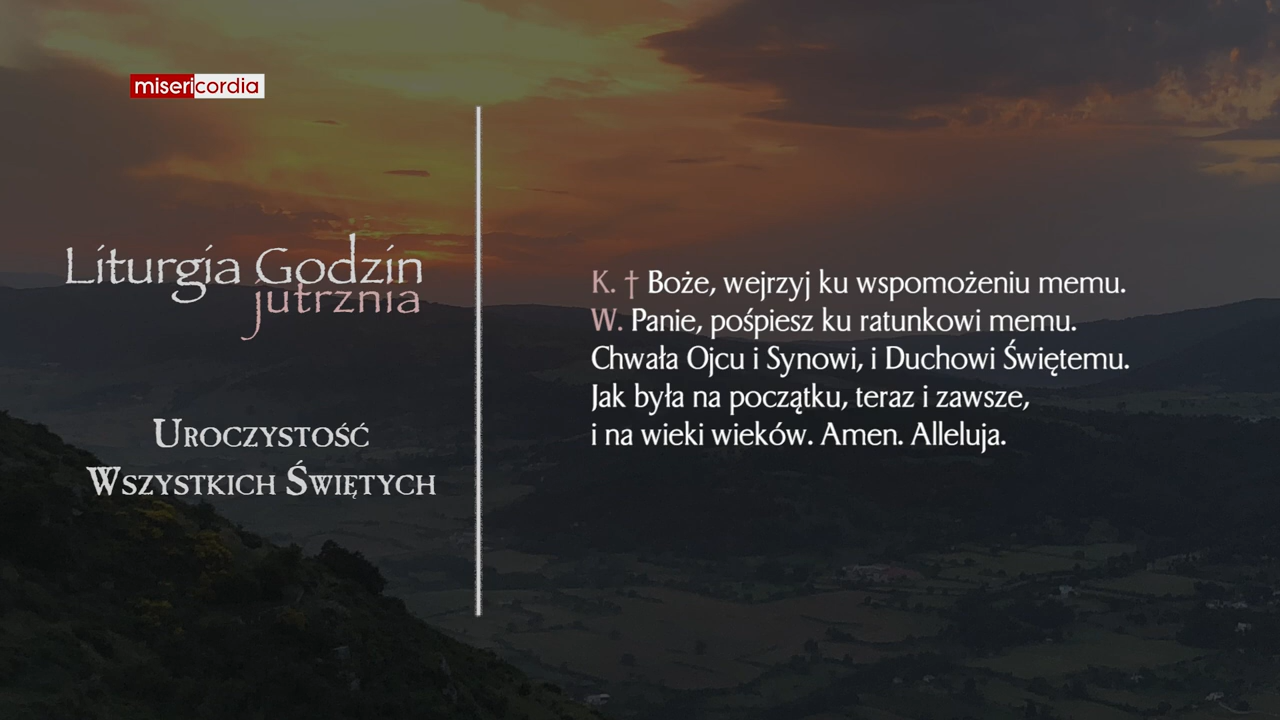 misericordia
Liturgia Godzin
jutrznia
Uroczystość
Wszystkich Świętych
K. † Boże, wejrzyj ku wspomożeniu memu.
W. Panie, pośpiesz ku ratunkowi memu.
Chwała Ojcu i Synowi, i Duchowi Świętemu.
Jak była na początku, teraz i zawsze,
i na wieki wieków. Amen. Alleluja.